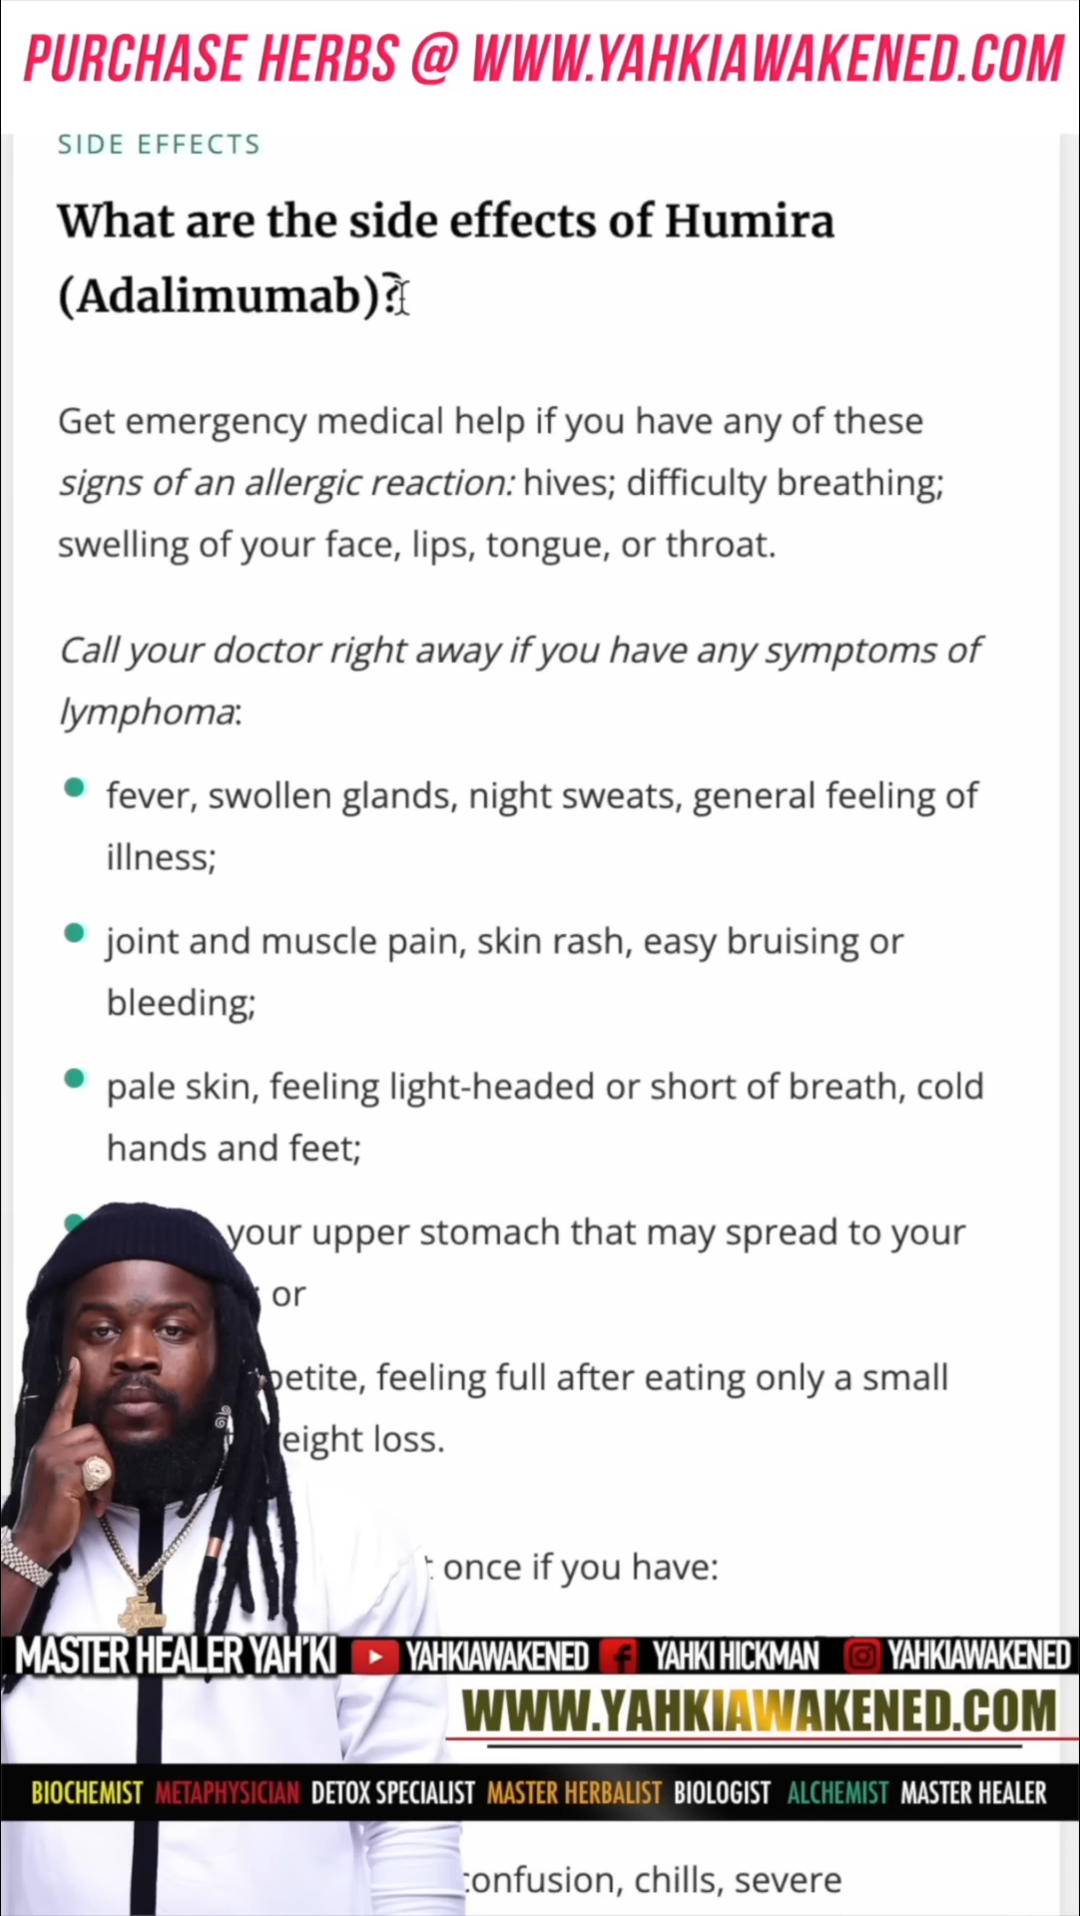 PURCHASE HERBS @ WWW.YAHKIAWAKENED.COM
SIDE EFFECTS
What are the side effects of Humira
(Adalimumab)?
Get emergency medical help if you have any of these
signs of an allergic reaction: hives; difficulty breathing;
swelling of your face, lips, tongue, or throat.
Call your doctor right away if you have any symptoms of
lymphoma:
fever, swollen glands, night sweats, general feeling of
illness;
joint and muscle pain, skin rash, easy bruising or
bleeding;
pale skin, feeling light-headed or short of breath, cold
hands and feet;
your upper stomach that may spread to your
or
feeling full after eating only a small
loss.
once if you have:
MASTER HEALER YAH'KI YAHKIAWAKENED YAHKI HICKMAN YAHKIAWAKENED
WWW.YAHKIAWAKENED.COM
BIOCHEMIST METAPHYSICIAN DETOX SPECIALIST MASTER HERBALIST BIOLOGIST ALCHEMIST MASTER HEALER
confusion, chills, severe